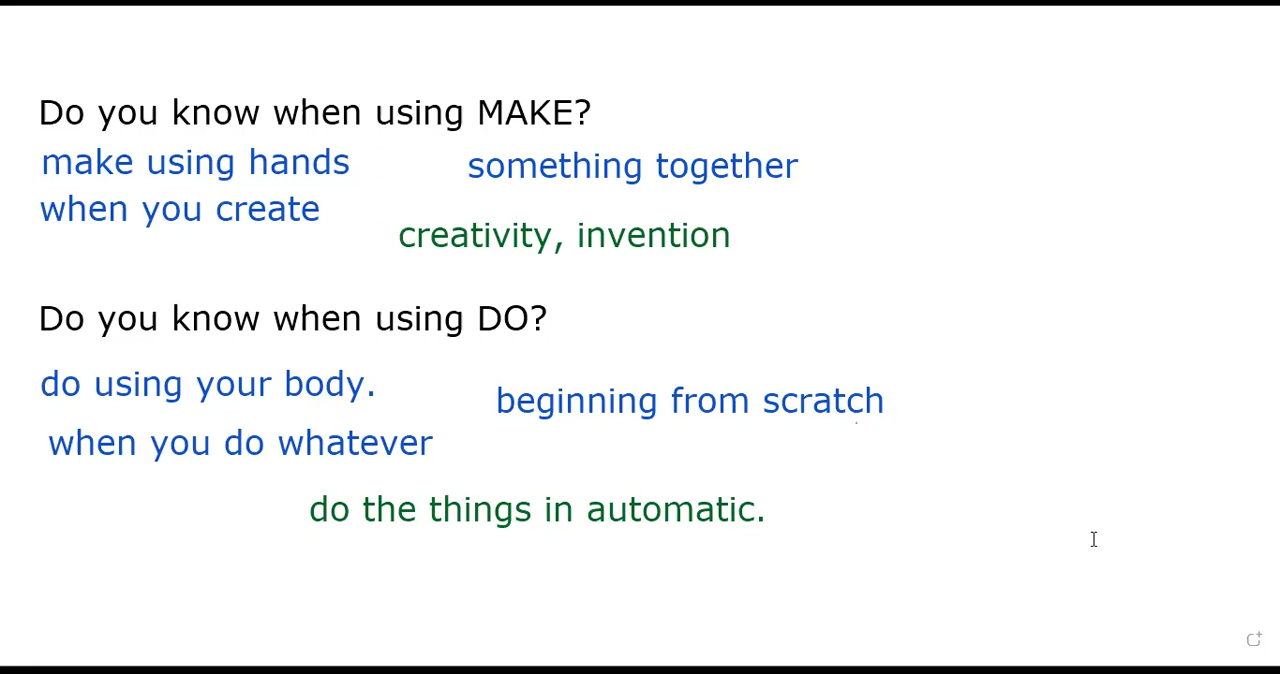 Do you know when using MAKE?
make using hands
something together
when you create
creativity, invention
Do you know when using DO?
do using your body.
beginning from scratch
when you do whatever
do the things in automatic.